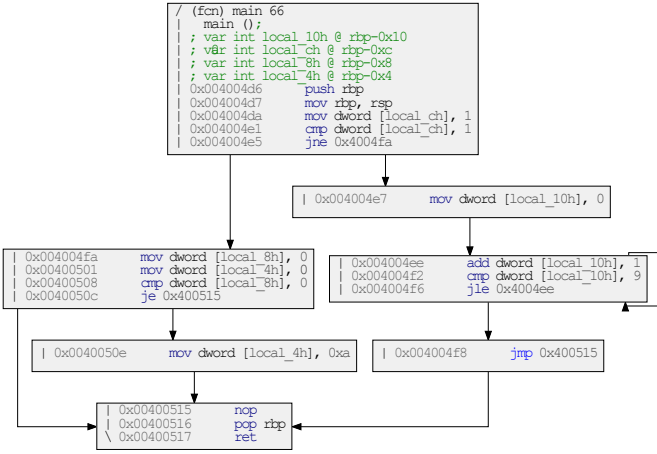 / (fcn) main 66
| main ();
| ; var int local_10h @ rbp-0x10
| ; var int local_ch @ rbp-0xc
| ; var int local_8h @ rbp-0x8
| ; var int local_4h @ rbp-0x4
| 0x004004d6 push rbp
| 0x004004d7 mov rbp, rsp
| 0x004004da mov dword [local_ch], 1
| 0x004004e1 cmp dword [local_ch], 1
| 0x004004e5 jne 0x4004fa
| 0x004004e7 mov dword [local_10h], 0
| 0x004004fa mov dword [local_8h], 0
| 0x00400501 mov dword [local_4h], 0
| 0x00400508 cmp dword [local_8h], 0
| 0x0040050c je 0x400515
| 0x004004ee add dword [local_10h], 1
| 0x004004f2 cmp dword [local_10h], 9
| 0x004004f6 jle 0x4004ee
| 0x0040050e mov dword [local_4h], 0xa
| 0x004004f8 jmp 0x400515
| 0x00400515 nop
| 0x00400516 pop rbp
\ 0x00400517 ret